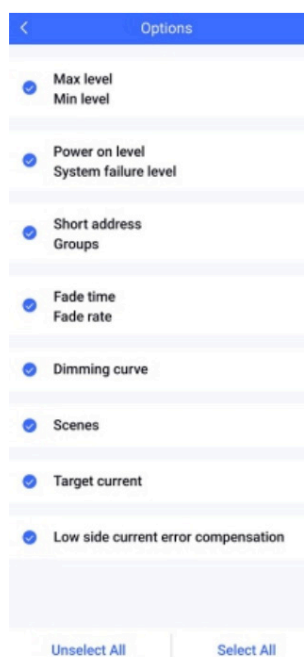 Options
Max level
Min level
Power on level
System failure level
Short address
Groups
Fade time
Fade rate
Dimming curve
Scenes
Target current
Low side current error compensation
Unselect All
Select All